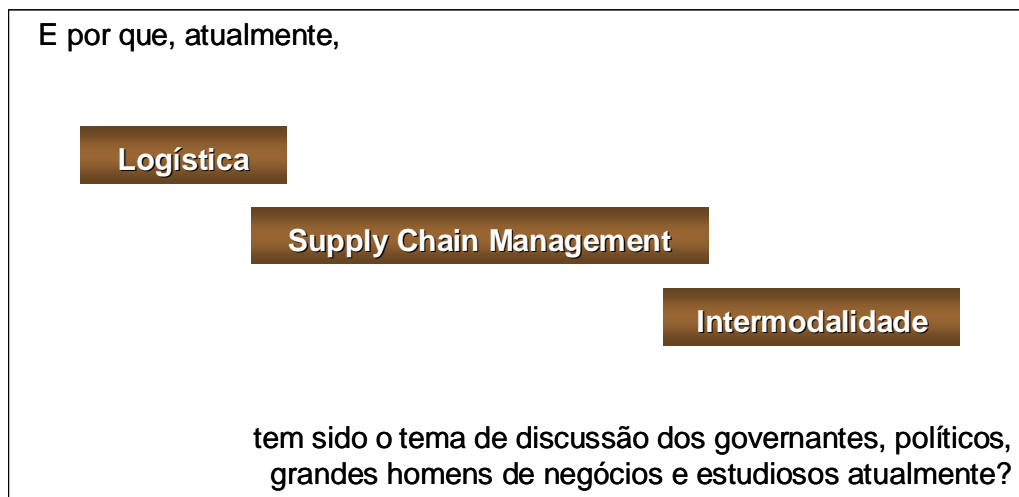 E por que, atualmente,
Logística
Supply Chain Management
Intermodalidade
tem sido o tema de discussão dos governantes, políticos,
grandes homens de negócios e estudiosos atualmente?